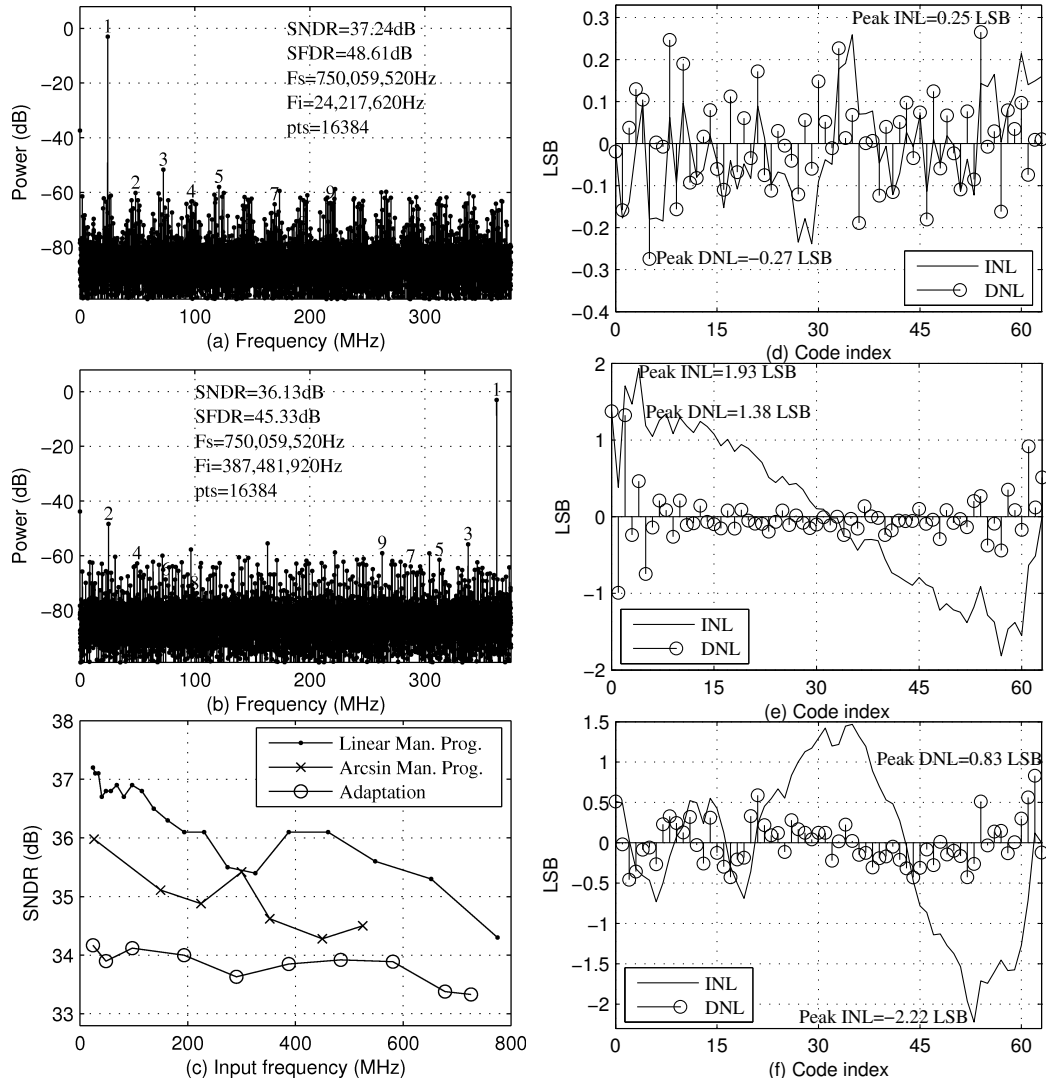 0
−20
−40
−60
−80
Power (dB)
1
2
3
4
5
7
9
SNDR=37.24dB
SFDR=48.61dB
Fs=750,059,520Hz
Fi=24,217,620Hz
pts=16384
0
100
200
300
(a) Frequency (MHz)
0
−20
−40
−60
−80
Power (dB)
1
2
4
9
7
5
3
SNDR=36.13dB
SFDR=45.33dB
Fs=750,059,520Hz
Fi=387,481,920Hz
pts=16384
0
100
200
300
(b) Frequency (MHz)
38
37
36
35
34
33
SNDR (dB)
Linear Man. Prog.
Arcsin Man. Prog.
Adaptation
0
200
400
600
800
(c) Input frequency (MHz)
0.3
0.2
0.1
0
−0.1
−0.2
−0.3
−0.4
LSB
Peak INL=0.25 LSB
Peak DNL=−0.27 LSB
INL
DNL
0
15
30
45
60
(d) Code index
2
1
0
−1
−2
LSB
Peak INL=1.93 LSB
Peak DNL=1.38 LSB
INL
DNL
0
15
30
45
60
(e) Code index
1.5
1
0.5
0
−0.5
−1
−1.5
−2
LSB
Peak DNL=0.83 LSB
Peak INL=−2.22 LSB
INL
DNL
0
15
30
45
60
(f) Code index